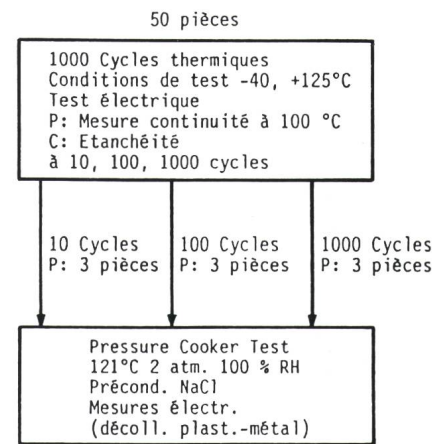 50 pièces
1000 Cycles thermiques
Conditions de test -40, +125°C
Test électrique
P: Mesure continuité à 100 °C
C: Etanchéité
à 10, 100, 1000 cycles
10 Cycles
P: 3 pièces
100 Cycles
P: 3 pièces
1000 Cycles
P: 3 pièces
Pressure Cooker Test
121°C 2 atm. 100 % RH
Précond. NaCl
Mesures électr.
(décoll. plast.-métal)